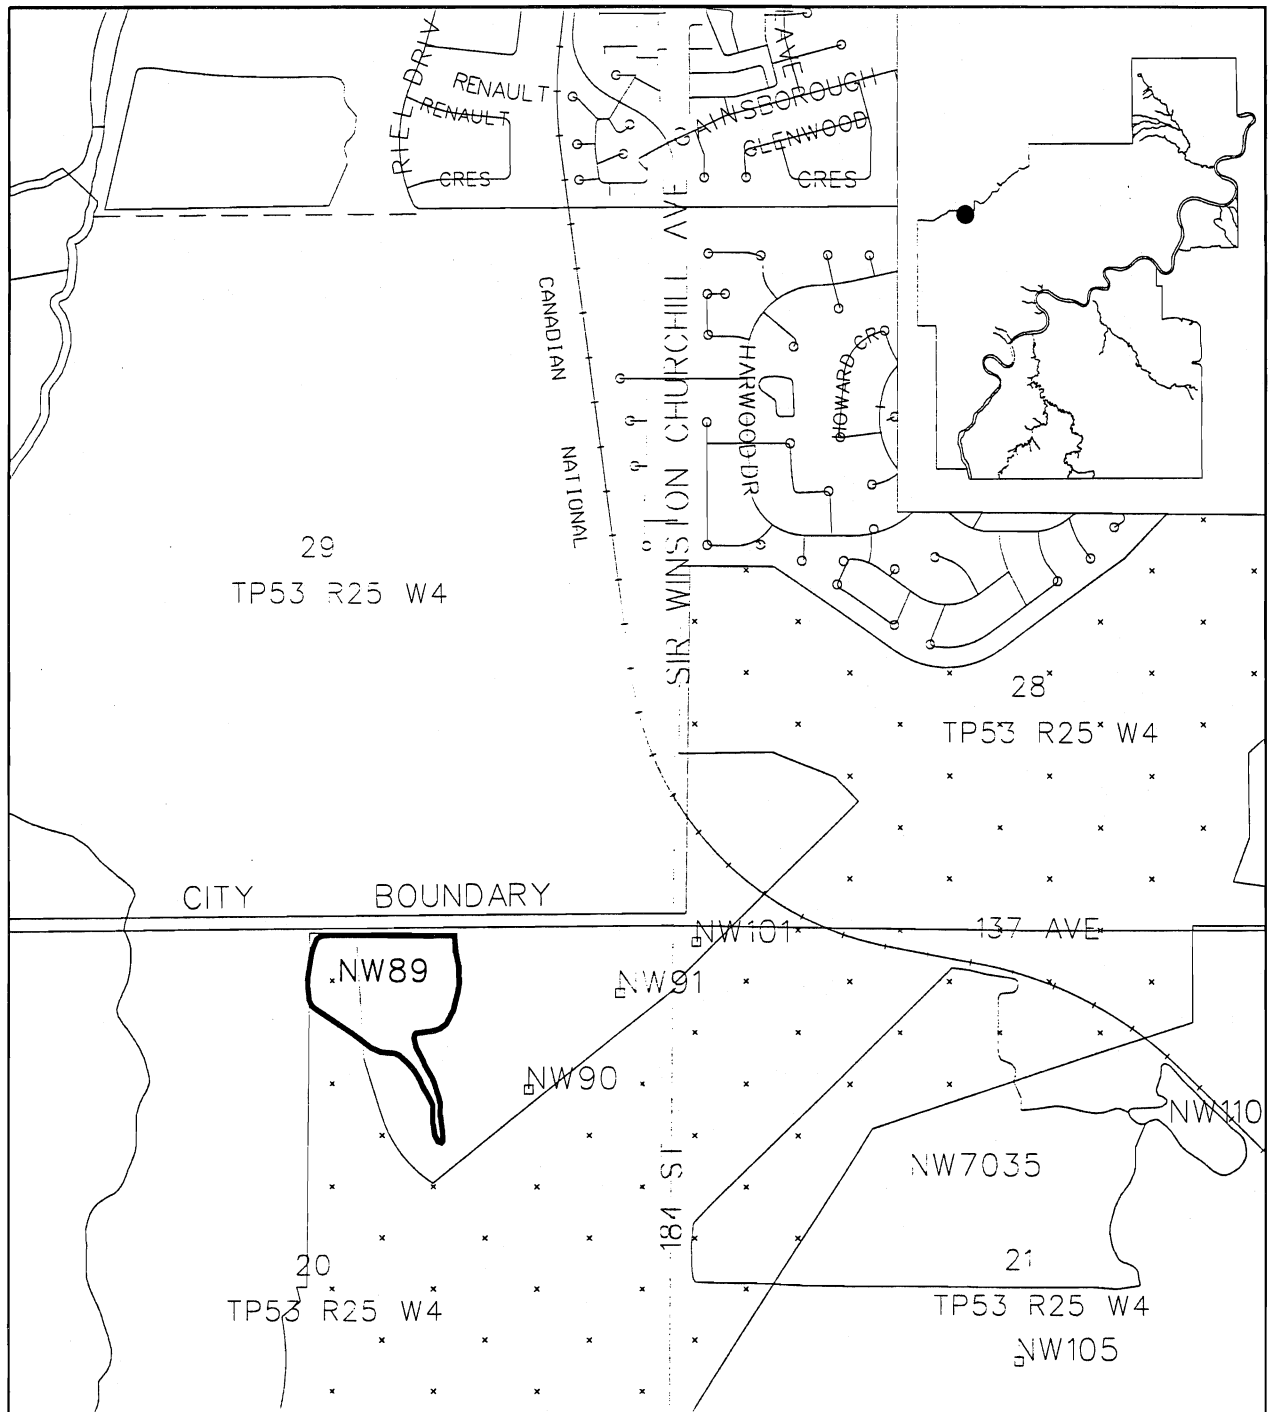 RIEL DRIV
RENAULT
RENAULT
CRES
AVE
GAINSBOROUGH
GLENWOOD
CRES
SIR WINSTON CHURCHILL AVE
CANADIAN
NATIONAL
HARWOOD DR
HOWARD CR
29
TP53 R25 W4
28
TP53 R25 W4
CITY BOUNDARY
137 AVE
NW101
NW89
NW91
NW90
NW110
184 ST
NW7035
20
TP53 R25 W4
21
TP53 R25 W4
NW105